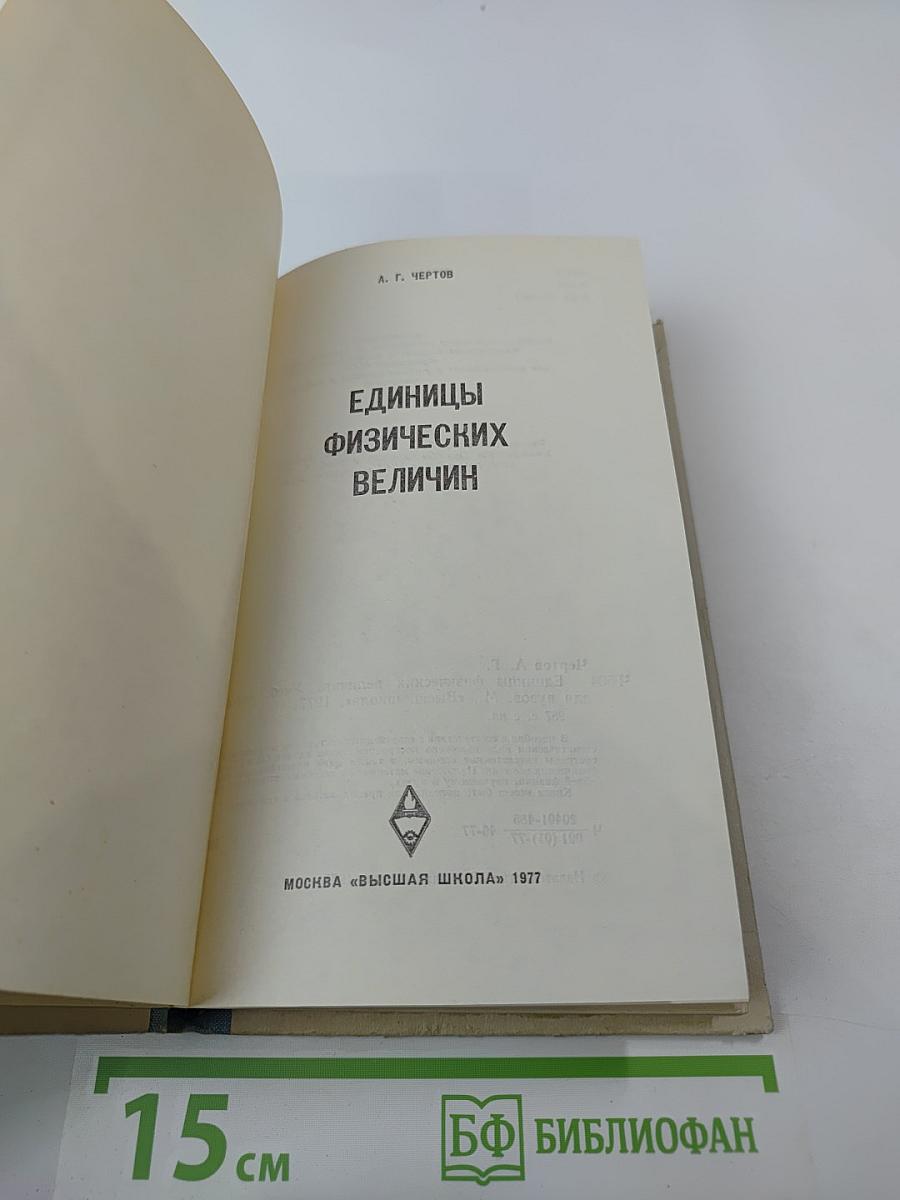 А. Г. ЧЕРТОВ
ЕДИНИЦЫ
ФИЗИЧЕСКИХ
ВЕЛИЧИН
МОСКВА «ВЫСШАЯ ШКОЛА» 1977
15 см
БФ БИБЛИОФАН